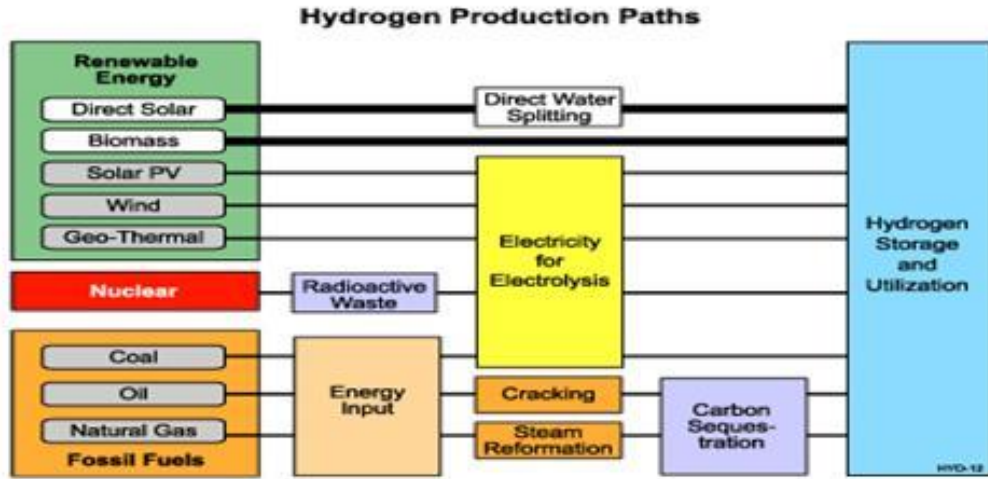 Hydrogen Production Paths
Renewable
Energy
Direct Solar
Biomass
Solar PV
Wind
Geo-Thermal
Nuclear
Coal
Oil
Natural Gas
Fossil Fuels
Radioactive
Waste
Energy
Input
Direct Water
Splitting
Electricity
for
Electrolysis
Cracking
Steam
Reformation
Carbon
Seques-
tration
Hydrogen
Storage
and
Utilization
HYD-12